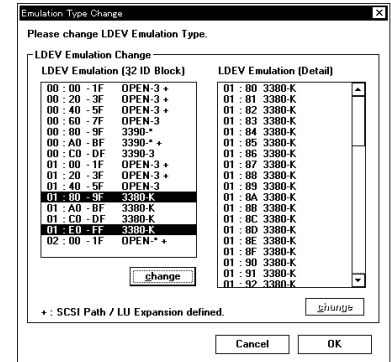 Emulation Type Change
Please change LDEV Emulation Type.
LDEV Emulation Change
LDEV Emulation (32 ID Block)
00 : 00 - 1F OPEN-3 +
00 : 20 - 3F OPEN-3 +
00 : 40 - 5F OPEN-3 +
00 : 60 - 7F OPEN-3
00 : 80 - 9F 3390-*
00 : A0 - BF 3390-* +
00 : C0 - DF 3390-3
01 : 00 - 1F OPEN-3 +
01 : 20 - 3F OPEN-3 +
01 : 40 - 5F OPEN-3
01 : 80 - 9F 3380-K
01 : A0 - BF 3380-K
01 : C0 - DF 3380-K
01 : E0 - FF 3380-K
02 : 00 - 1F OPEN-* +
change
LDEV Emulation (Detail)
01 : 80 3380-K
01 : 81 3380-K
01 : 82 3380-K
01 : 83 3380-K
01 : 84 3380-K
01 : 85 3380-K
01 : 86 3380-K
01 : 87 3380-K
01 : 88 3380-K
01 : 89 3380-K
01 : 8A 3380-K
01 : 8B 3380-K
01 : 8C 3380-K
01 : 8D 3380-K
01 : 8E 3380-K
01 : 8F 3380-K
01 : 90 3380-K
01 : 91 3380-K
01 : 92 3380-K
change
+ : SCSI Path / LU Expansion defined.
Cancel
OK